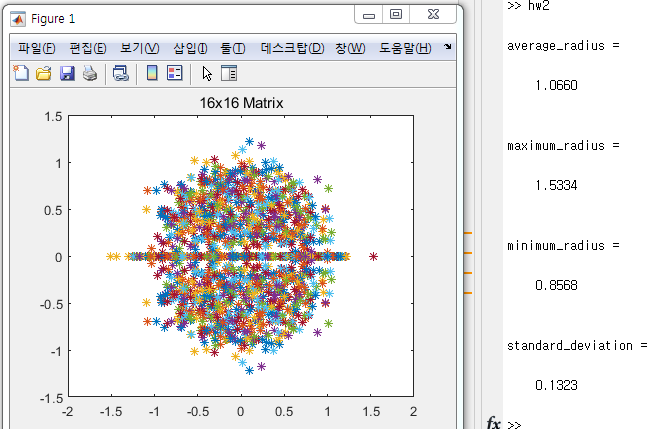 Figure 1
파일(F) 편집(E) 보기(V) 삽입(I) 툴(T) 데스크탑(D) 창(W) 도움말(H)
16x16 Matrix
1.5
1
0.5
0
-0.5
-1
-1.5
-2 -1.5 -1 -0.5 0 0.5 1 1.5 2
>> hw2
average_radius =
1.0660
maximum_radius =
1.5334
minimum_radius =
0.8568
standard_deviation =
0.1323
fx >>